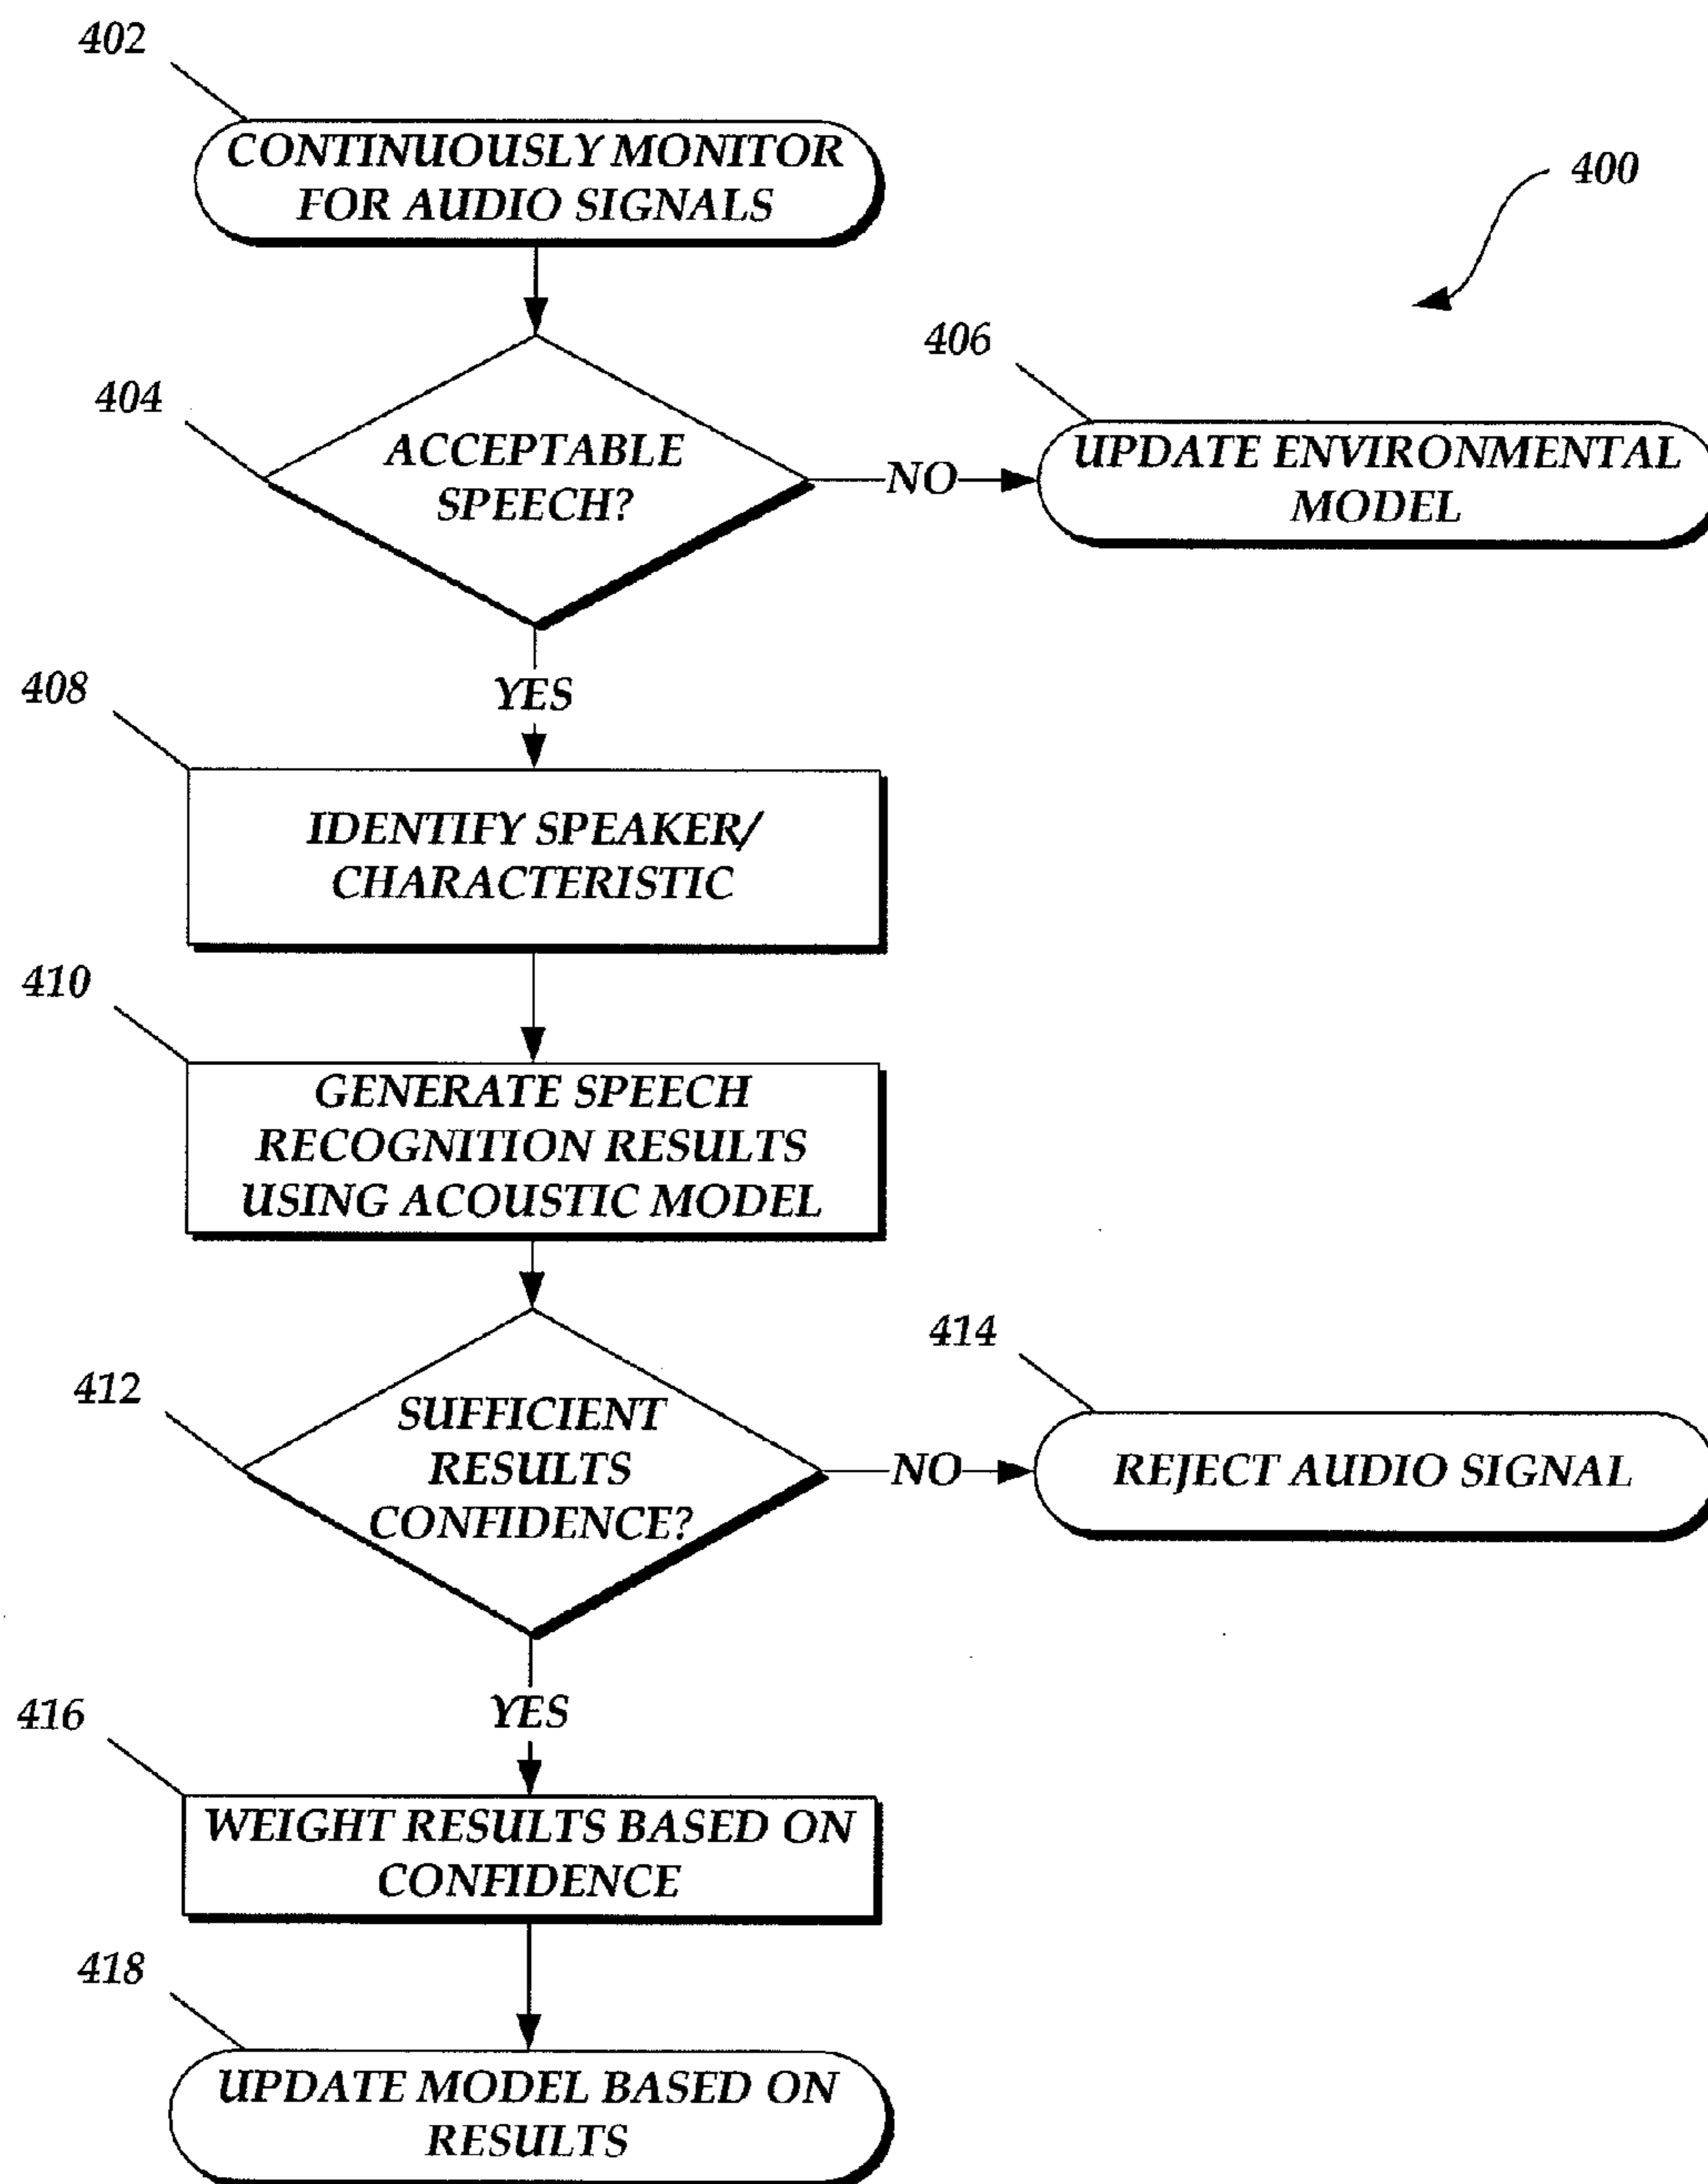 402
CONTINUOUSLY MONITOR
FOR AUDIO SIGNALS
400
404
ACCEPTABLE
SPEECH?
NO
406
UPDATE ENVIRONMENTAL
MODEL
YES
408
IDENTIFY SPEAKER/
CHARACTERISTIC
410
GENERATE SPEECH
RECOGNITION RESULTS
USING ACOUSTIC MODEL
412
SUFFICIENT
RESULTS
CONFIDENCE?
NO
414
REJECT AUDIO SIGNAL
YES
416
WEIGHT RESULTS BASED ON
CONFIDENCE
418
UPDATE MODEL BASED ON
RESULTS